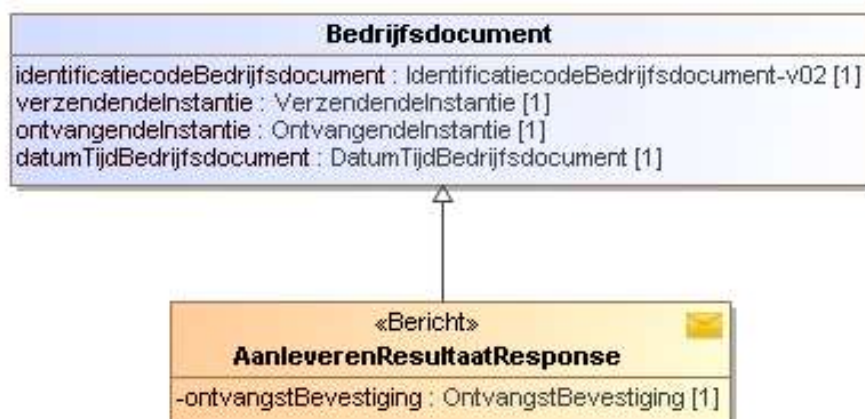 Bedrijfsdocument
identificatiecodeBedrijfsdocument : IdentificatiecodeBedrijfsdocument-v02 [1]
verzendendeInstantie : VerzendendeInstantie [1]
ontvangendeInstantie : OntvangendeInstantie [1]
datumTijdBedrijfsdocument : DatumTijdBedrijfsdocument [1]
«Bericht»
AanleverenResultaatResponse
-ontvangstBevestiging : OntvangstBevestiging [1]